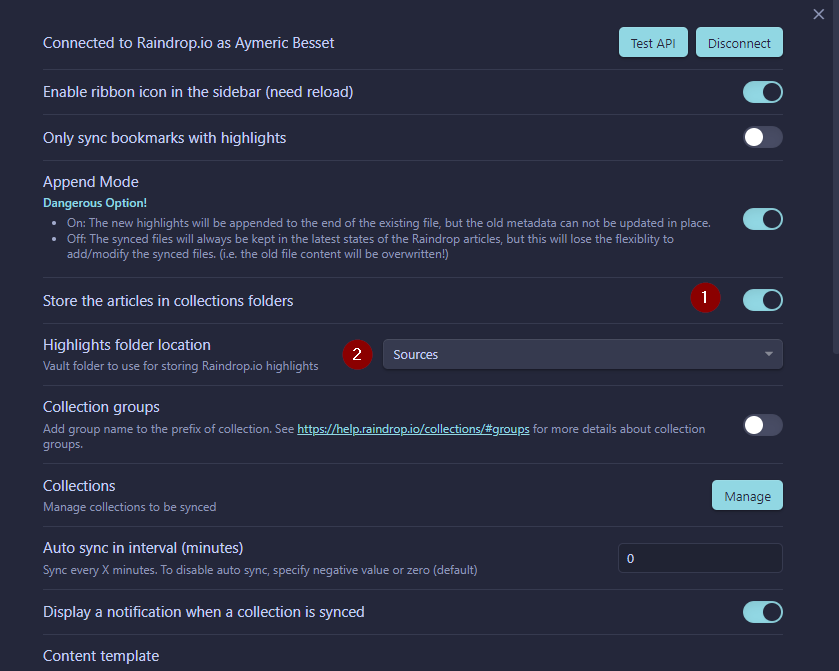 Connected to Raindrop.io as Aymeric Besset
Test API
Disconnect
Enable ribbon icon in the sidebar (need reload)
Only sync bookmarks with highlights
Append Mode
Dangerous Option!
• On: The new highlights will be appended to the end of the existing file, but the old metadata can not be updated in place.
• Off: The synced files will always be kept in the latest states of the Raindrop articles, but this will lose the flexiblity to
add/modify the synced files. (i.e. the old file content will be overwritten!)
Store the articles in collections folders
1
Highlights folder location
Vault folder to use for storing Raindrop.io highlights
2
Sources
Collection groups
Add group name to the prefix of collection. See https://help.raindrop.io/collections/#groups for more details about collection
groups.
Collections
Manage collections to be synced
Manage
Auto sync in interval (minutes)
Sync every X minutes. To disable auto sync, specify negative value or zero (default)
0
Display a notification when a collection is synced
Content template